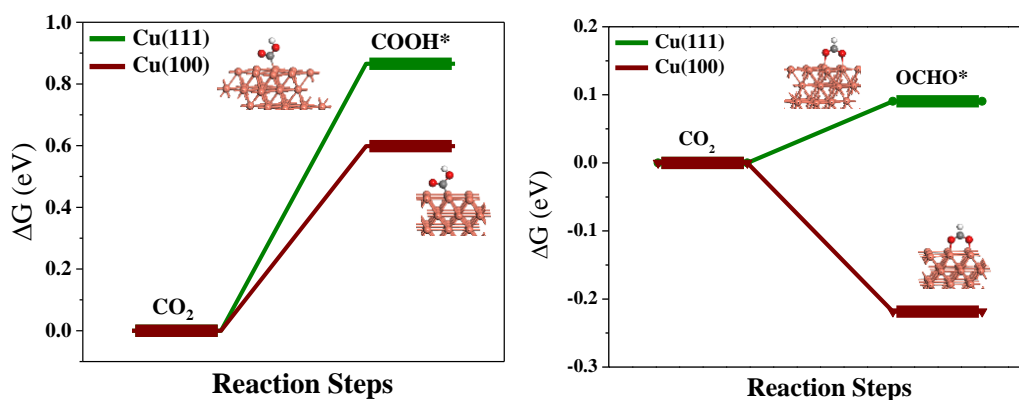 ΔG (eV)
1.0
0.8
0.6
0.4
0.2
0.0
Cu(111)
Cu(100)
COOH*
CO₂
Reaction Steps
ΔG (eV)
0.2
0.1
0.0
-0.1
-0.2
-0.3
Cu(111)
Cu(100)
OCHO*
CO₂
Reaction Steps